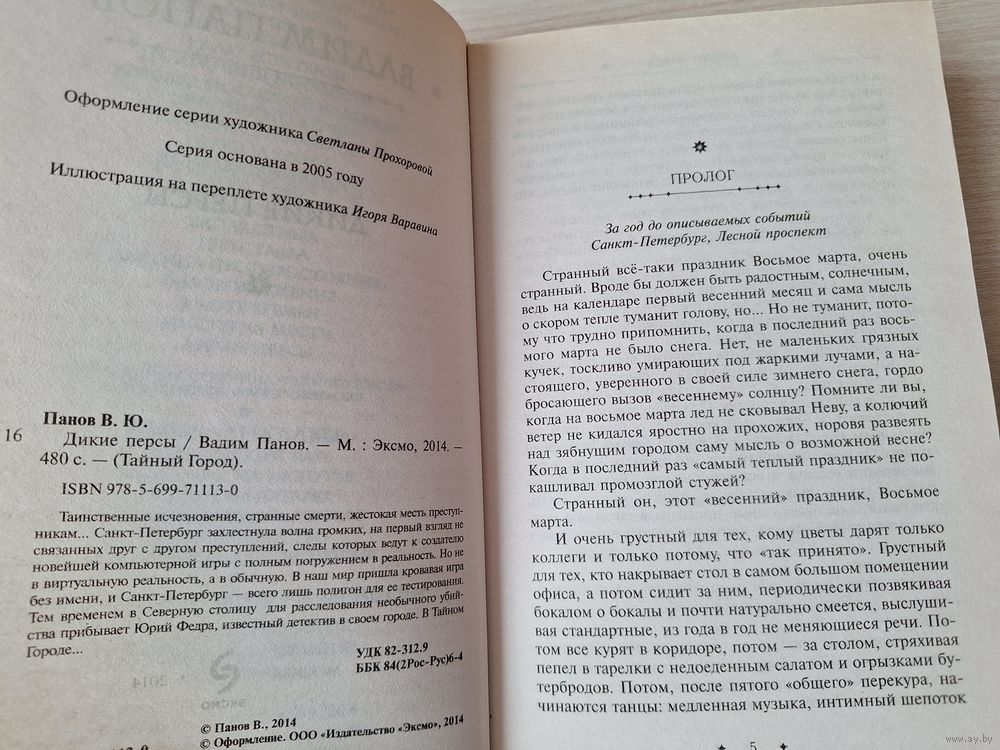 Оформление серии художника Светланы Прохоровой
Серия основана в 2005 году
Иллюстрация на переплете художника Игоря Варавина
Панов В. Ю.
16
Дикие персы / Вадим Панов. — М. : Эксмо, 2014. –
480 с. — (Тайный Город).
ISBN 978-5-699-71113-0
Таинственные исчезновения, странные смерти, жестокая месть преступ-
никам... Санкт-Петербург захлестнула волна громких, на первый взгляд не
связанных друг с другом преступлений, следы которых ведут к создателю
новейшей компьютерной игры с полным погружением в реальность. Но не
в виртуальную реальность, а в обычную. В наш мир пришла кровавая игра
без имени, и Санкт-Петербург — всего лишь полигон для ее тестирования.
Тем временем в Северную столицу для расследования необычного убий-
ства прибывает Юрий Федра, известный детектив в своем городе. В Тайном
Городе...
УДК 82-312.9
ББК 84(2Рос-Рус)6-4
© Панов В., 2014
© Оформление. ООО «Издательство «Эксмо», 2014
ПРОЛОГ
За год до описываемых событий
Санкт-Петербург, Лесной проспект
Странный всё-таки праздник Восьмое марта, очень
странный. Вроде бы должен быть радостным, солнечным,
ведь на календаре первый весенний месяц и сама мысль
о скором тепле туманит голову, но... Но не туманит, пото-
му что трудно припомнить, когда в последний раз вось-
мого марта не было снега. Нет, не маленьких грязных
кучек, тоскливо умирающих под жаркими лучами, а на-
стоящего, уверенного в своей силе зимнего снега, гордо
бросающего вызов «весеннему» солнцу? Помните ли вы,
когда на восьмое марта лед не сковывал Неву, а колючий
ветер не кидался яростно на прохожих, норовя развеять
над зябнущим городом саму мысль о возможной весне?
Когда в последний раз «самый теплый праздник» не по-
кашливал промозглой стужей?
Странный он, этот «весенний» праздник, Восьмое
марта.
И очень грустный для тех, кому цветы дарят только
коллеги и только потому, что «так принято». Грустный
для тех, кто накрывает стол в самом большом помещении
офиса, а потом сидит за ним, периодически позвякивая
бокалом о бокалы и почти натурально смеется, выслуши-
вая стандартные, из года в год не меняющиеся речи. По-
том все курят в коридоре, потом — за столом, стряхивая
пепел в тарелки с недоеденным салатом и огрызками бу-
тербродов. Потом, после пятого «общего» перекура, на-
чинаются танцы: медленная музыка, интимный шепоток
5
www.ay.by